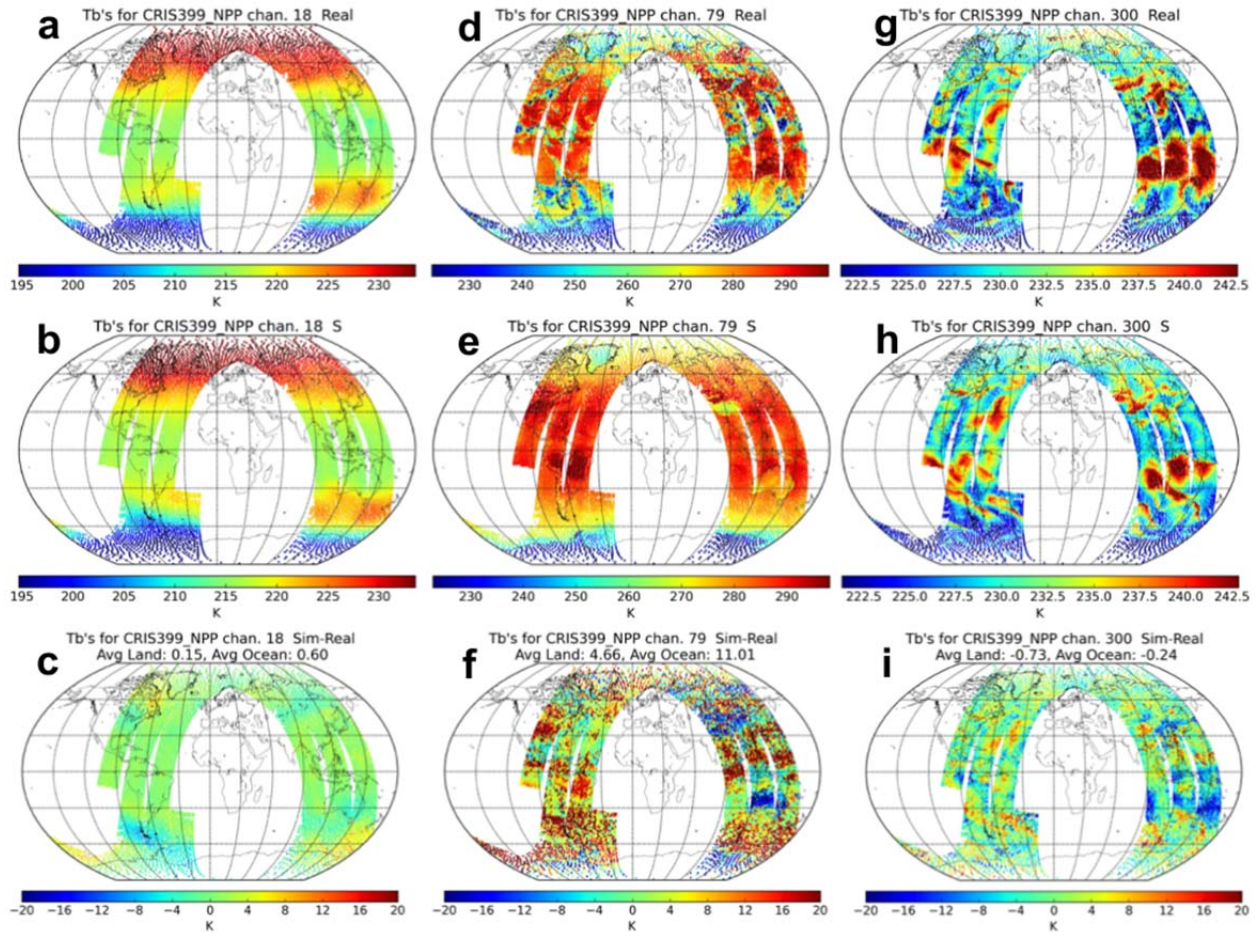 a
Tb's for CRIS399_NPP chan. 18 Real
195 200 205 210 215 220 225 230
K
d
Tb's for CRIS399_NPP chan. 79 Real
230 240 250 260 270 280 290
K
g
Tb's for CRIS399_NPP chan. 300 Real
222.5 225.0 227.5 230.0 232.5 235.0 237.5 240.0 242.5
K
b
Tb's for CRIS399_NPP chan. 18 S
195 200 205 210 215 220 225 230
K
e
Tb's for CRIS399_NPP chan. 79 S
230 240 250 260 270 280 290
K
h
Tb's for CRIS399_NPP chan. 300 S
222.5 225.0 227.5 230.0 232.5 235.0 237.5 240.0 242.5
K
c
Tb's for CRIS399_NPP chan. 18 Sim-Real
Avg Land: 0.15, Avg Ocean: 0.60
−20 −16 −12 −8 −4 0 4 8 12 16 20
K
f
Tb's for CRIS399_NPP chan. 79 Sim-Real
Avg Land: 4.66, Avg Ocean: 11.01
−20 −16 −12 −8 −4 0 4 8 12 16 20
K
i
Tb's for CRIS399_NPP chan. 300 Sim-Real
Avg Land: -0.73, Avg Ocean: -0.24
−20 −16 −12 −8 −4 0 4 8 12 16 20
K